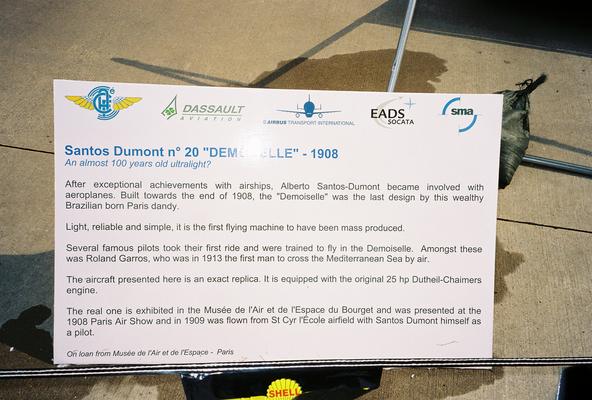 DASSAULT
AVIATION
AIRBUS TRANSPORT INTERNATIONAL
EADS
SOCATA
sma
Santos Dumont n° 20 "DEMOISELLE" - 1908
An almost 100 years old ultralight?
After exceptional achievements with airships, Alberto Santos-Dumont became involved with
aeroplanes. Built towards the end of 1908, the "Demoiselle" was the last design by this wealthy
Brazilian born Paris dandy.
Light, reliable and simple, it is the first flying machine to have been mass produced.
Several famous pilots took their first ride and were trained to fly in the Demoiselle. Amongst these
was Roland Garros, who was in 1913 the first man to cross the Mediterranean Sea by air.
The aircraft presented here is an exact replica. It is equipped with the original 25 hp Dutheil-Chaimers
engine.
The real one is exhibited in the Musée de l'Air et de l'Espace du Bourget and was presented at the
1908 Paris Air Show and in 1909 was flown from St Cyr l'École airfield with Santos Dumont himself as
a pilot.
On loan from Musée de l'Air et de l'Espace - Paris
SHELL